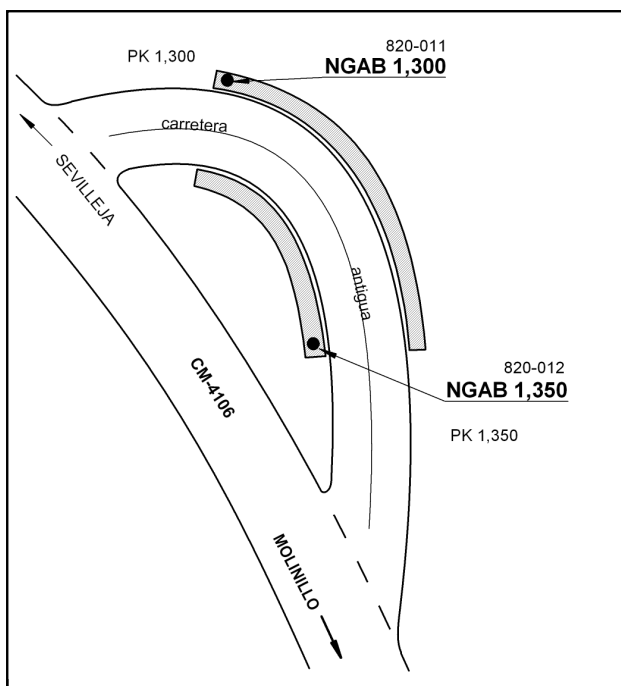 PK 1,300
820-011
NGAB 1,300
carretera
SEVILLEJA
antigua
CM-4106
820-012
NGAB 1,350
PK 1,350
MOLINILLO